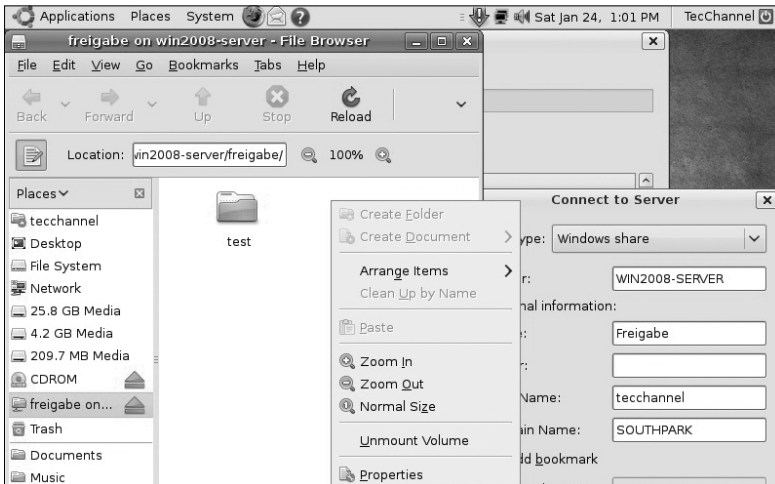 Applications Places System
Sat Jan 24, 1:01 PM TecChannel
freigabe on win2008-server - File Browser
File Edit View Go Bookmarks Tabs Help
Back Forward Up Stop Reload
Location: win2008-server/freigabe/ 100%
Places
tecchannel
Desktop
File System
Network
25.8 GB Media
4.2 GB Media
209.7 MB Media
CDROM
freigabe on...
Trash
Documents
Music
test
Create Folder
Create Document
Arrange Items
Clean Up by Name
Paste
Zoom In
Zoom Out
Normal Size
Unmount Volume
Properties
Connect to Server
ype: Windows share
r: WIN2008-SERVER
nal information:
e: Freigabe
r:
Name: tecchannel
ain Name: SOUTHPARK
dd bookmark